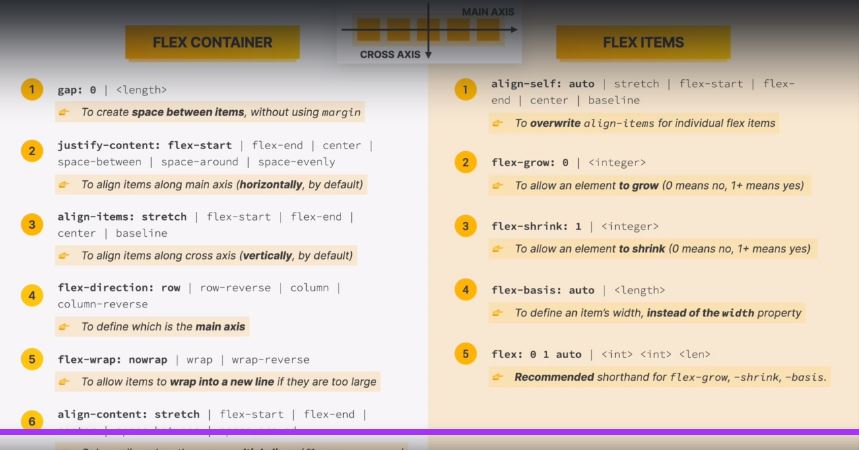 MAIN AXIS
FLEX CONTAINER
CROSS AXIS
FLEX ITEMS
1
gap: 0 | <length>
👉 To create space between items, without using margin
2
justify-content: flex-start | flex-end | center |
space-between | space-around | space-evenly
👉 To align items along main axis (horizontally, by default)
3
align-items: stretch | flex-start | flex-end |
center | baseline
👉 To align items along cross axis (vertically, by default)
4
flex-direction: row | row-reverse | column |
column-reverse
👉 To define which is the main axis
5
flex-wrap: nowrap | wrap | wrap-reverse
👉 To allow items to wrap into a new line if they are too large
6
align-content: stretch | flex-start | flex-end |
1
align-self: auto | stretch | flex-start | flex-
end | center | baseline
👉 To overwrite align-items for individual flex items
2
flex-grow: 0 | <integer>
👉 To allow an element to grow (0 means no, 1+ means yes)
3
flex-shrink: 1 | <integer>
👉 To allow an element to shrink (0 means no, 1+ means yes)
4
flex-basis: auto | <length>
👉 To define an item's width, instead of the width property
5
flex: 0 1 auto | <int> <int> <len>
👉 Recommended shorthand for flex-grow, -shrink, -basis.